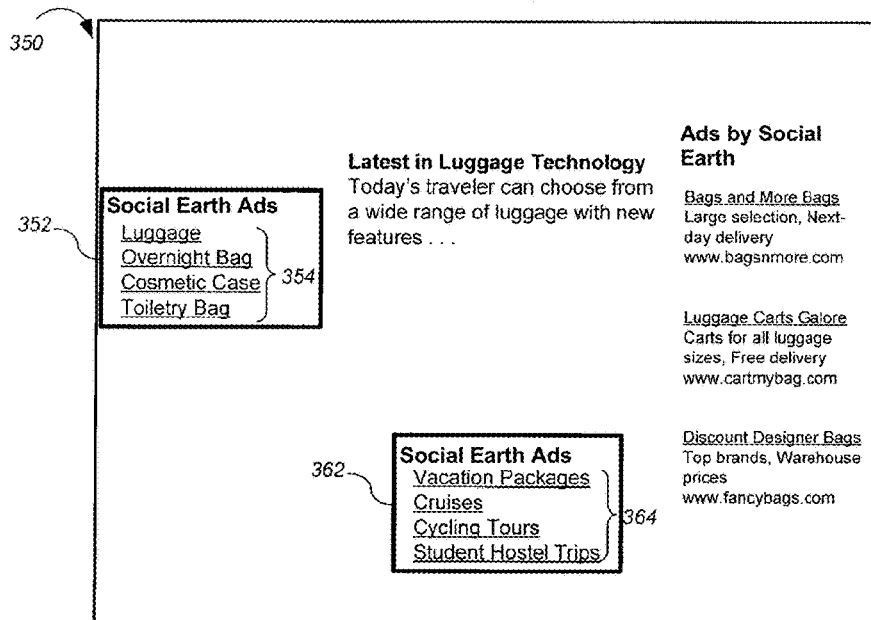 350
352
Social Earth Ads
Luggage
Overnight Bag
Cosmetic Case
Toiletry Bag
354
Latest in Luggage Technology
Today's traveler can choose from
a wide range of luggage with new
features . . .
Ads by Social
Earth
Bags and More Bags
Large selection, Next-
day delivery
www.bagsnmore.com
Luggage Carts Galore
Carts for all luggage
sizes, Free delivery
www.cartmybag.com
Discount Designer Bags
Top brands, Warehouse
prices
www.fancybags.com
362
Social Earth Ads
Vacation Packages
Cruises
Cycling Tours
Student Hostel Trips
364